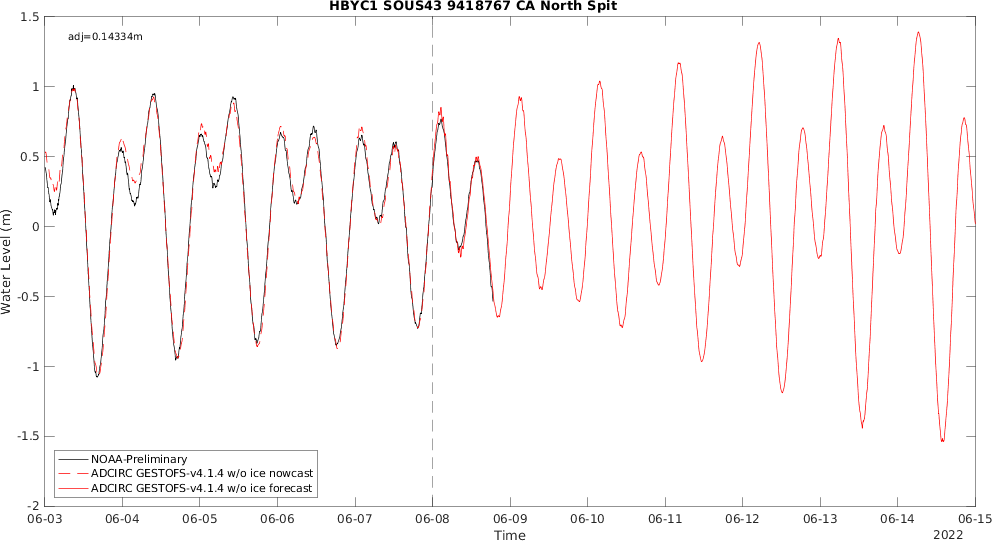 HBYC1 SOUS43 9418767 CA North Spit
adj=0.14334m
1.5
1
0.5
0
-0.5
-1
-1.5
-2
Water Level (m)
NOAA-Preliminary
ADCIRC GESTOFS-v4.1.4 w/o ice nowcast
ADCIRC GESTOFS-v4.1.4 w/o ice forecast
06-03 06-04 06-05 06-06 06-07 06-08 06-09 06-10 06-11 06-12 06-13 06-14 06-15
Time
2022